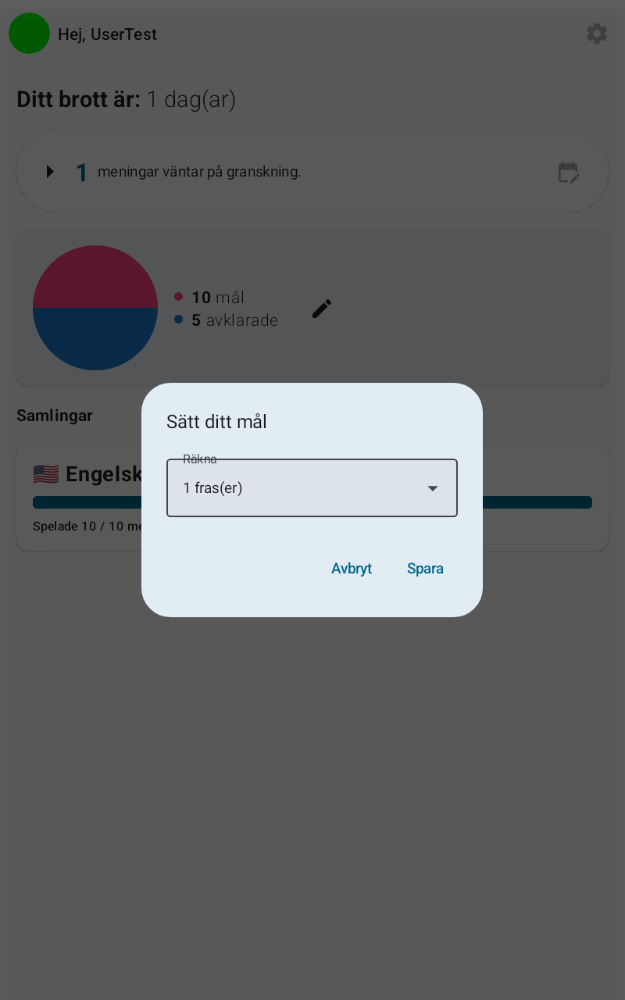 Hej, UserTest
Ditt brott är: 1 dag(ar)
1 meningar väntar på granskning.
10 mål
5 avklarade
Samlingar
Sätt ditt mål
Räkna
1 fras(er)
Avbryt Spara
Engelsk
Spelade 10 / 10 me